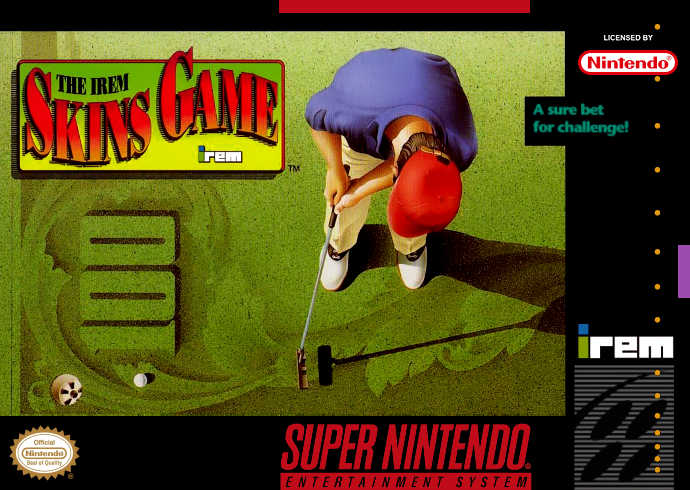 LICENSED BY
Nintendo®
THE IREM
SKINS GAME
irem
TM
A sure bet
for challenge!
100
irem
Official
Nintendo
Seal of Quality
®
SUPER NINTENDO®
ENTERTAINMENT SYSTEM